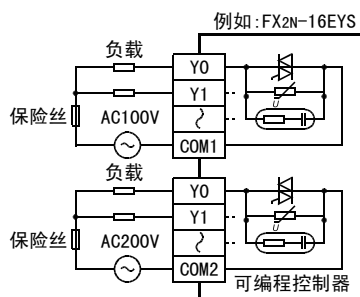 例如:FX2N-16EYS
负载
Y0
Y1
保险丝
AC100V
U
COM1
负载
Y0
Y1
保险丝
AC200V
U
COM2
可编程控制器